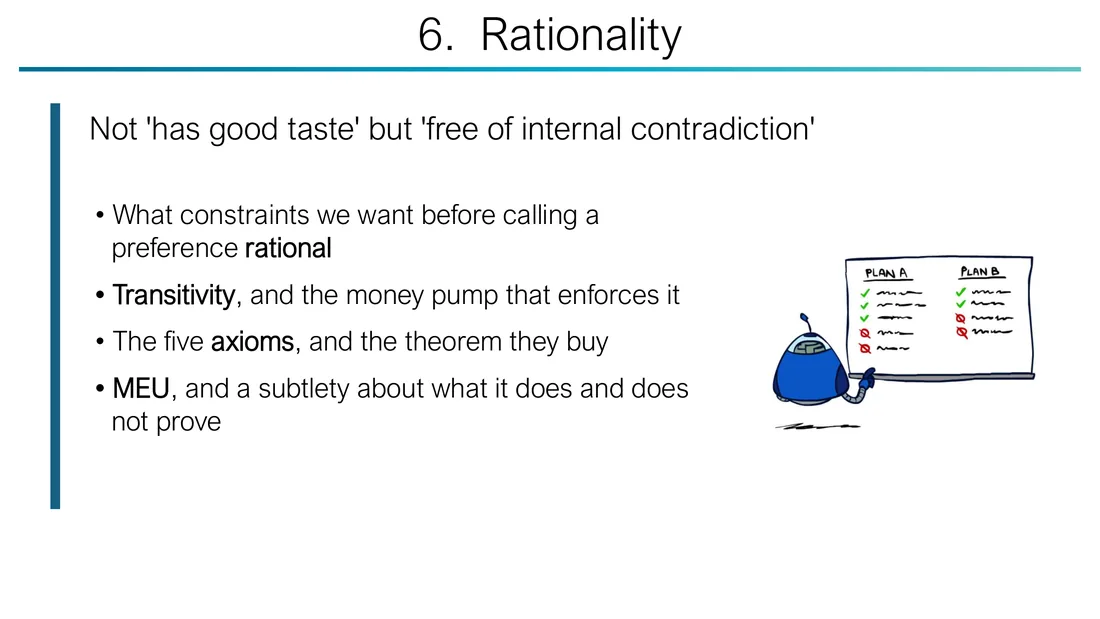 6. Rationality
Not 'has good taste' but 'free of internal contradiction'
• What constraints we want before calling a
preference rational
• Transitivity, and the money pump that enforces it
• The five axioms, and the theorem they buy
• MEU, and a subtlety about what it does and does
not prove
PLAN A
PLAN B